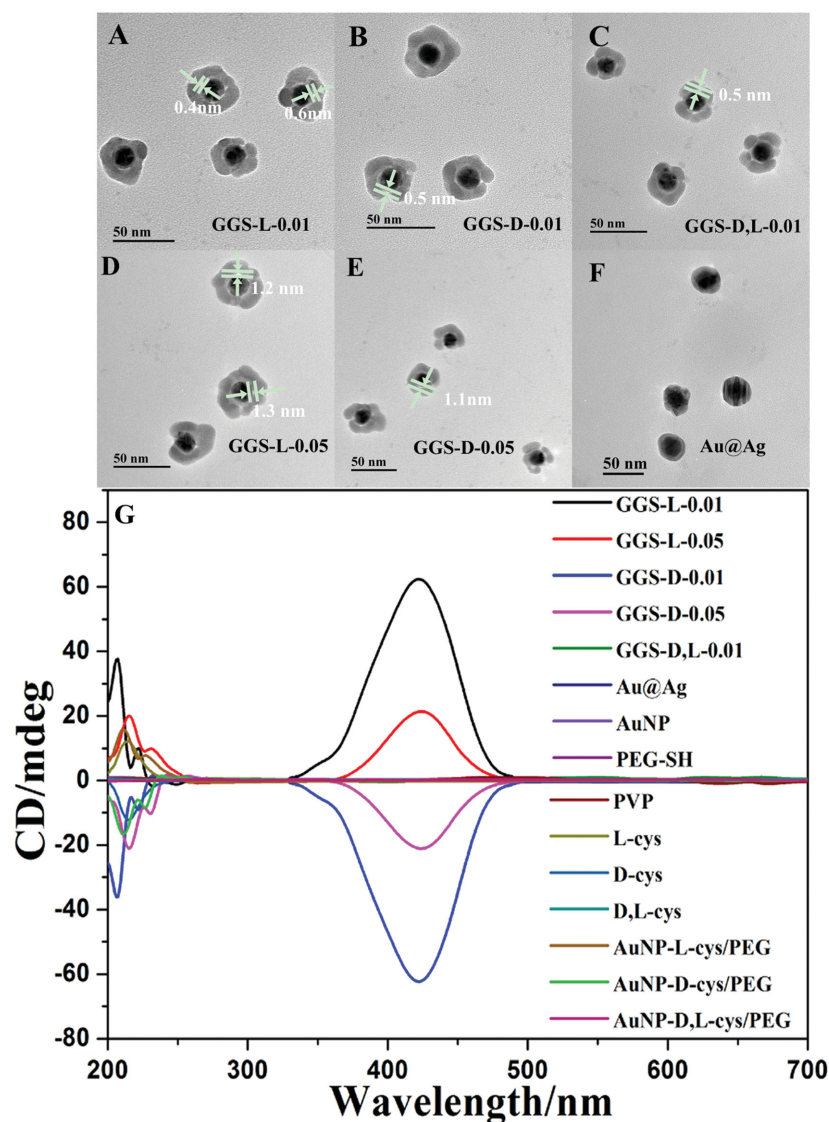 A
0.4nm
0.6nm
50 nm
GGS-L-0.01
B
0.5 nm
50 nm
GGS-D-0.01
C
0.5 nm
50 nm
GGS-D,L-0.01
D
1.2 nm
1.3 nm
50 nm
GGS-L-0.05
E
1.1nm
50 nm
GGS-D-0.05
F
50 nm
Au@Ag
G
GGS-L-0.01
GGS-L-0.05
GGS-D-0.01
GGS-D-0.05
GGS-D,L-0.01
Au@Ag
AuNP
PEG-SH
PVP
L-cys
D-cys
D,L-cys
AuNP-L-cys/PEG
AuNP-D-cys/PEG
AuNP-D,L-cys/PEG
CD/mdeg
80
60
40
20
0
-20
-40
-60
-80
200 300 400 500 600 700
Wavelength/nm